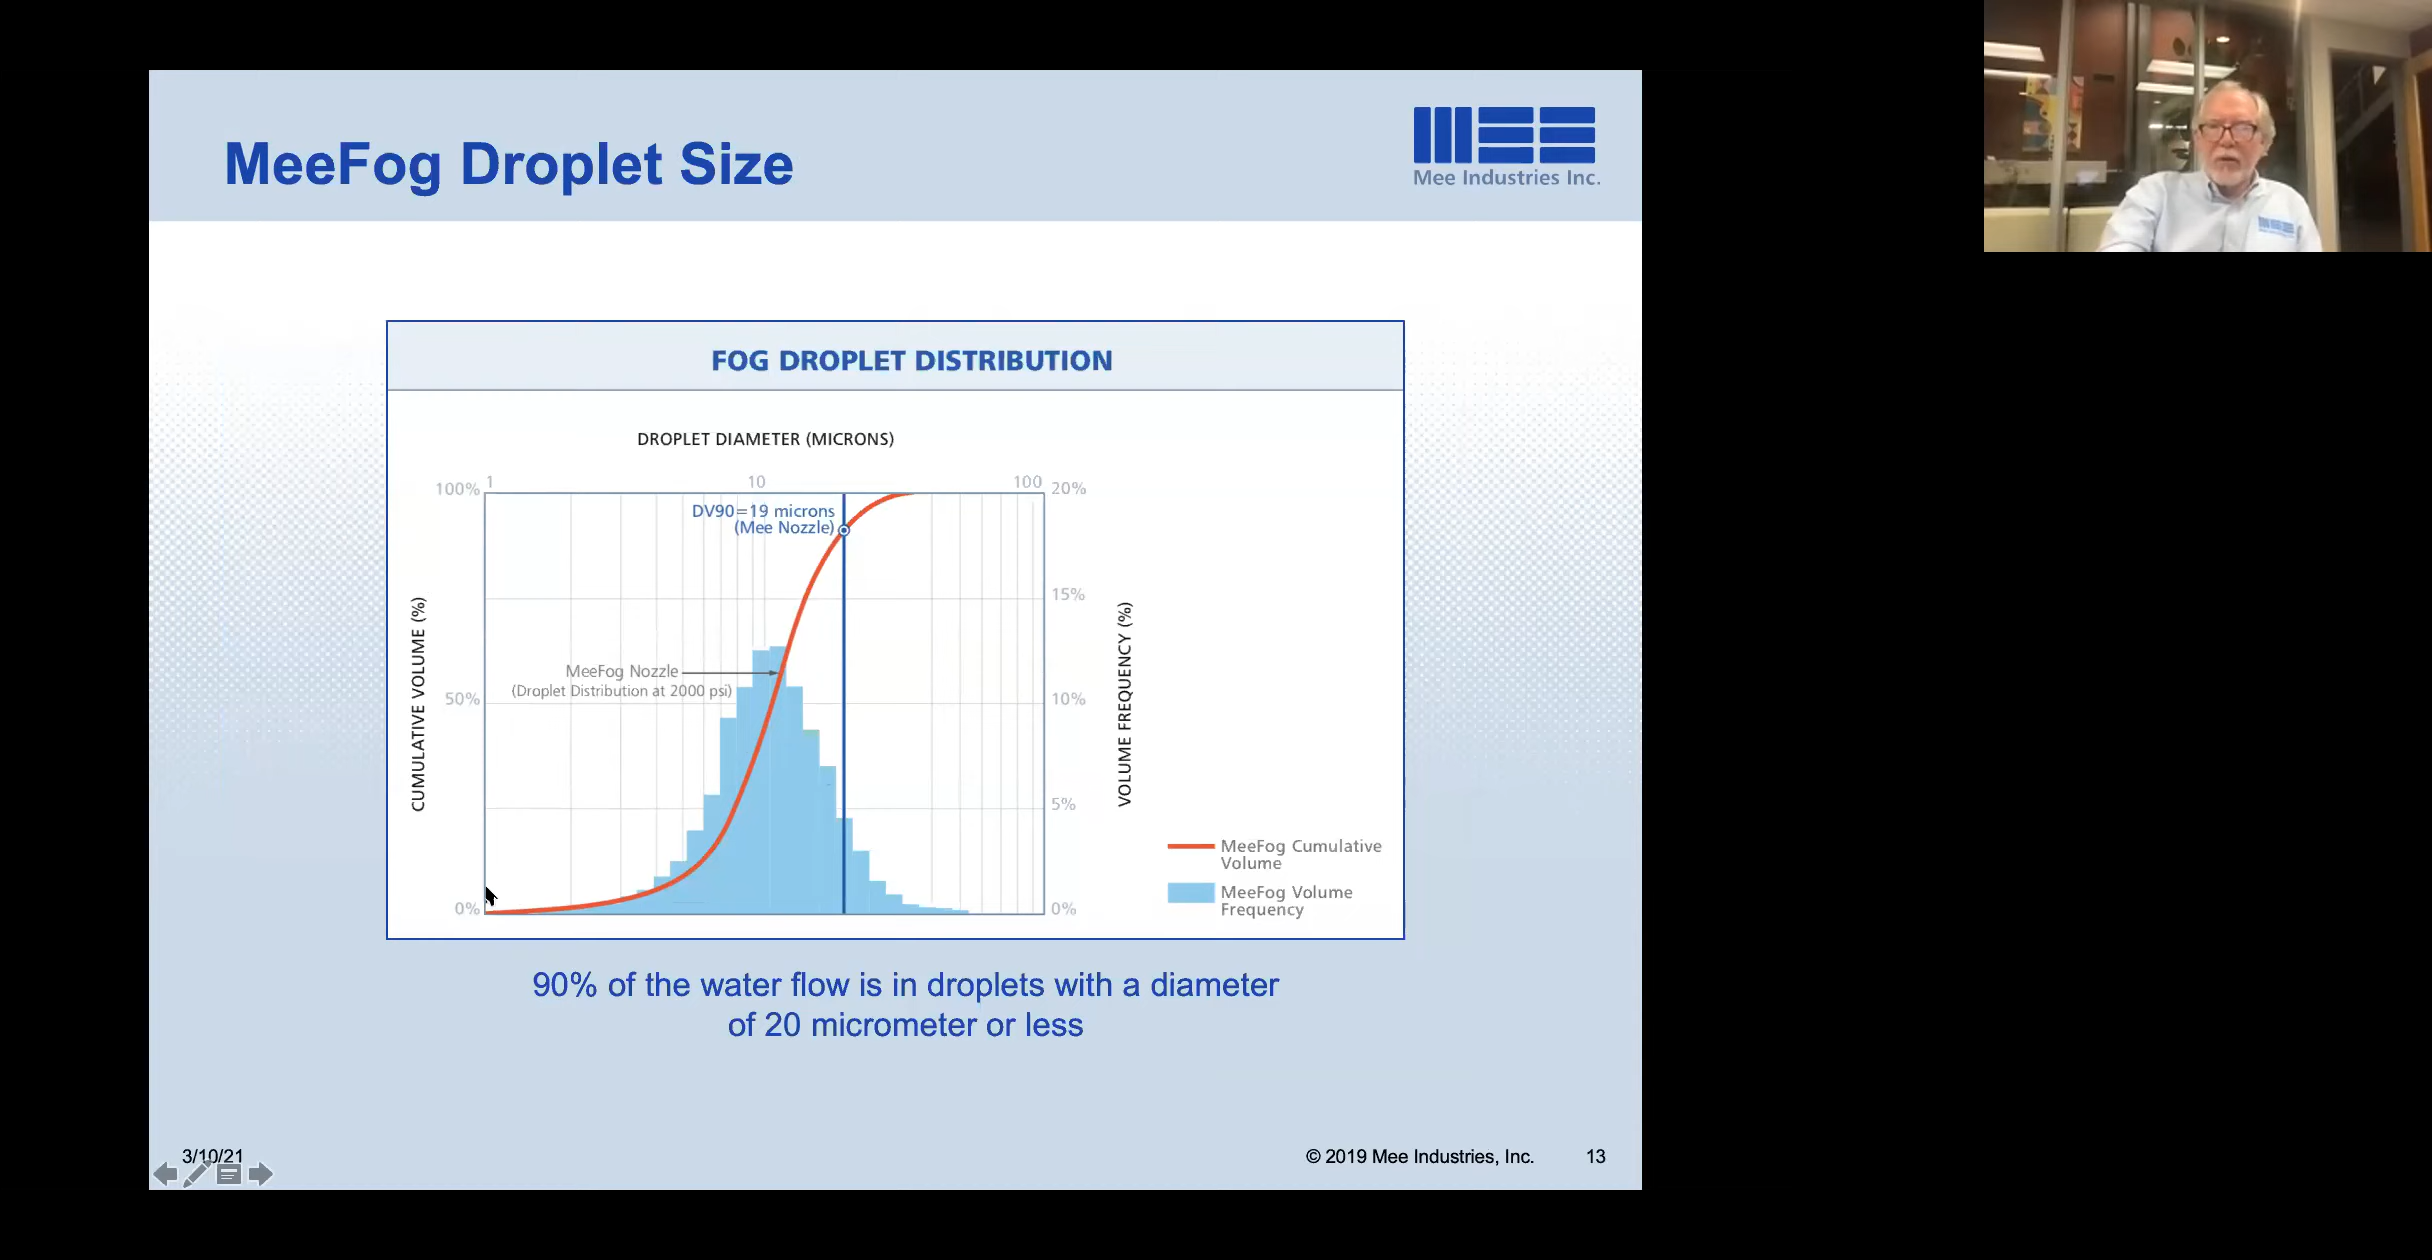 MeeFog Droplet Size
MEE
Mee Industries Inc.
FOG DROPLET DISTRIBUTION
DROPLET DIAMETER (MICRONS)
1
10
100
100%
50%
0%
20%
15%
10%
5%
0%
CUMULATIVE VOLUME (%)
VOLUME FREQUENCY (%)
DV90=19 microns
(Mee Nozzle)
MeeFog Nozzle
(Droplet Distribution at 2000 psi)
MeeFog Cumulative
Volume
MeeFog Volume
Frequency
90% of the water flow is in droplets with a diameter
of 20 micrometer or less
3/10/21
© 2019 Mee Industries, Inc.
13